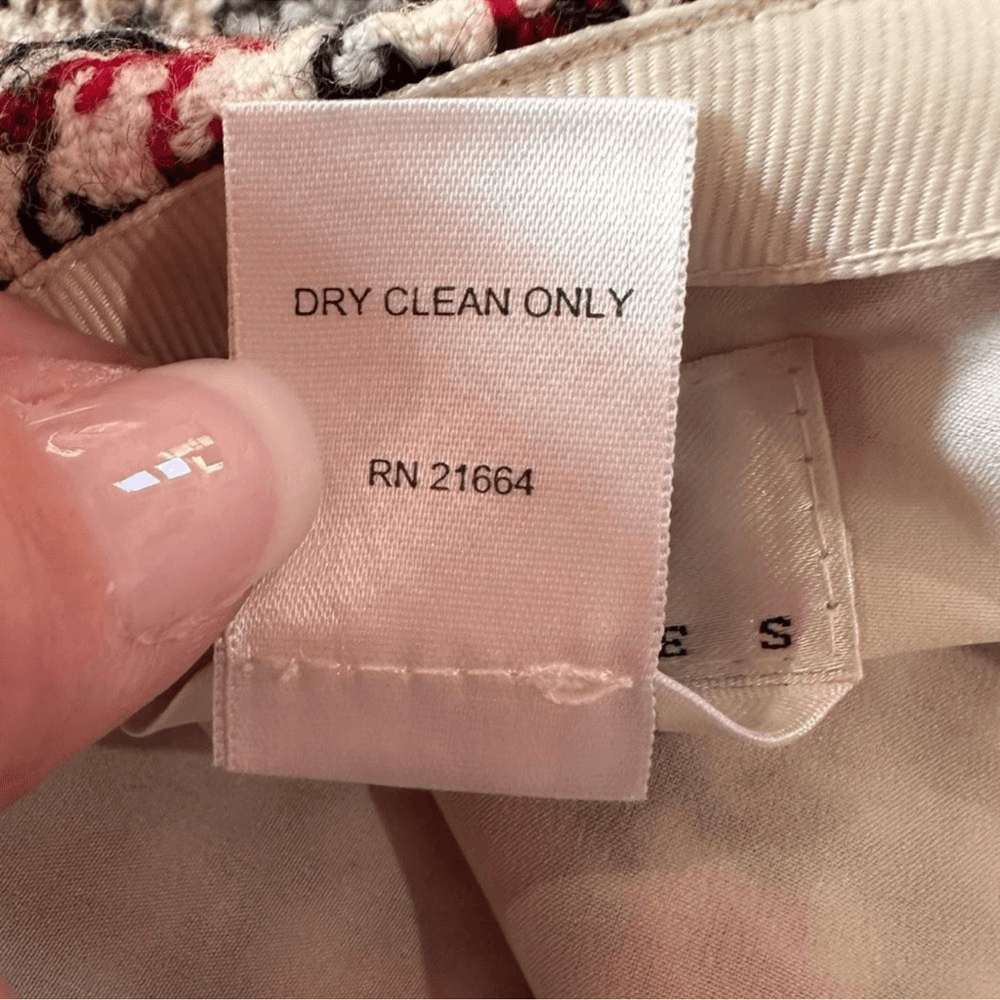 DRY CLEAN ONLY
RN 21664
E S